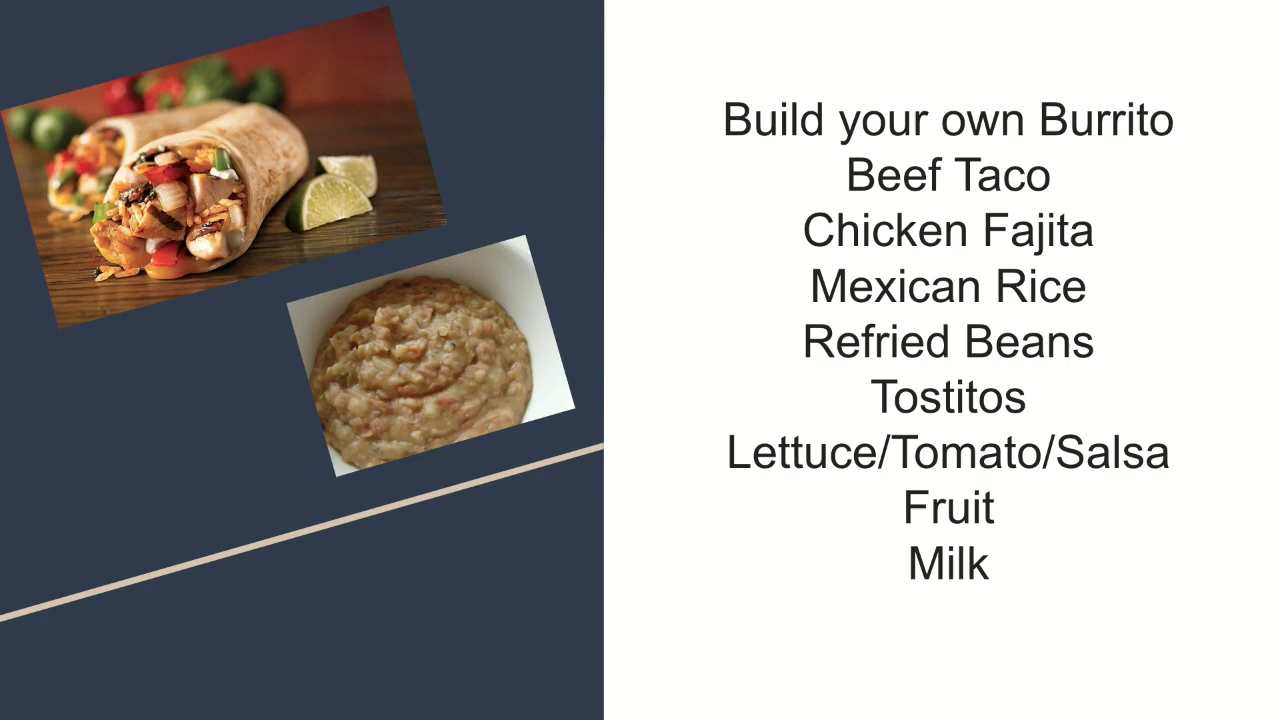 Build your own Burrito
Beef Taco
Chicken Fajita
Mexican Rice
Refried Beans
Tostitos
Lettuce/Tomato/Salsa
Fruit
Milk